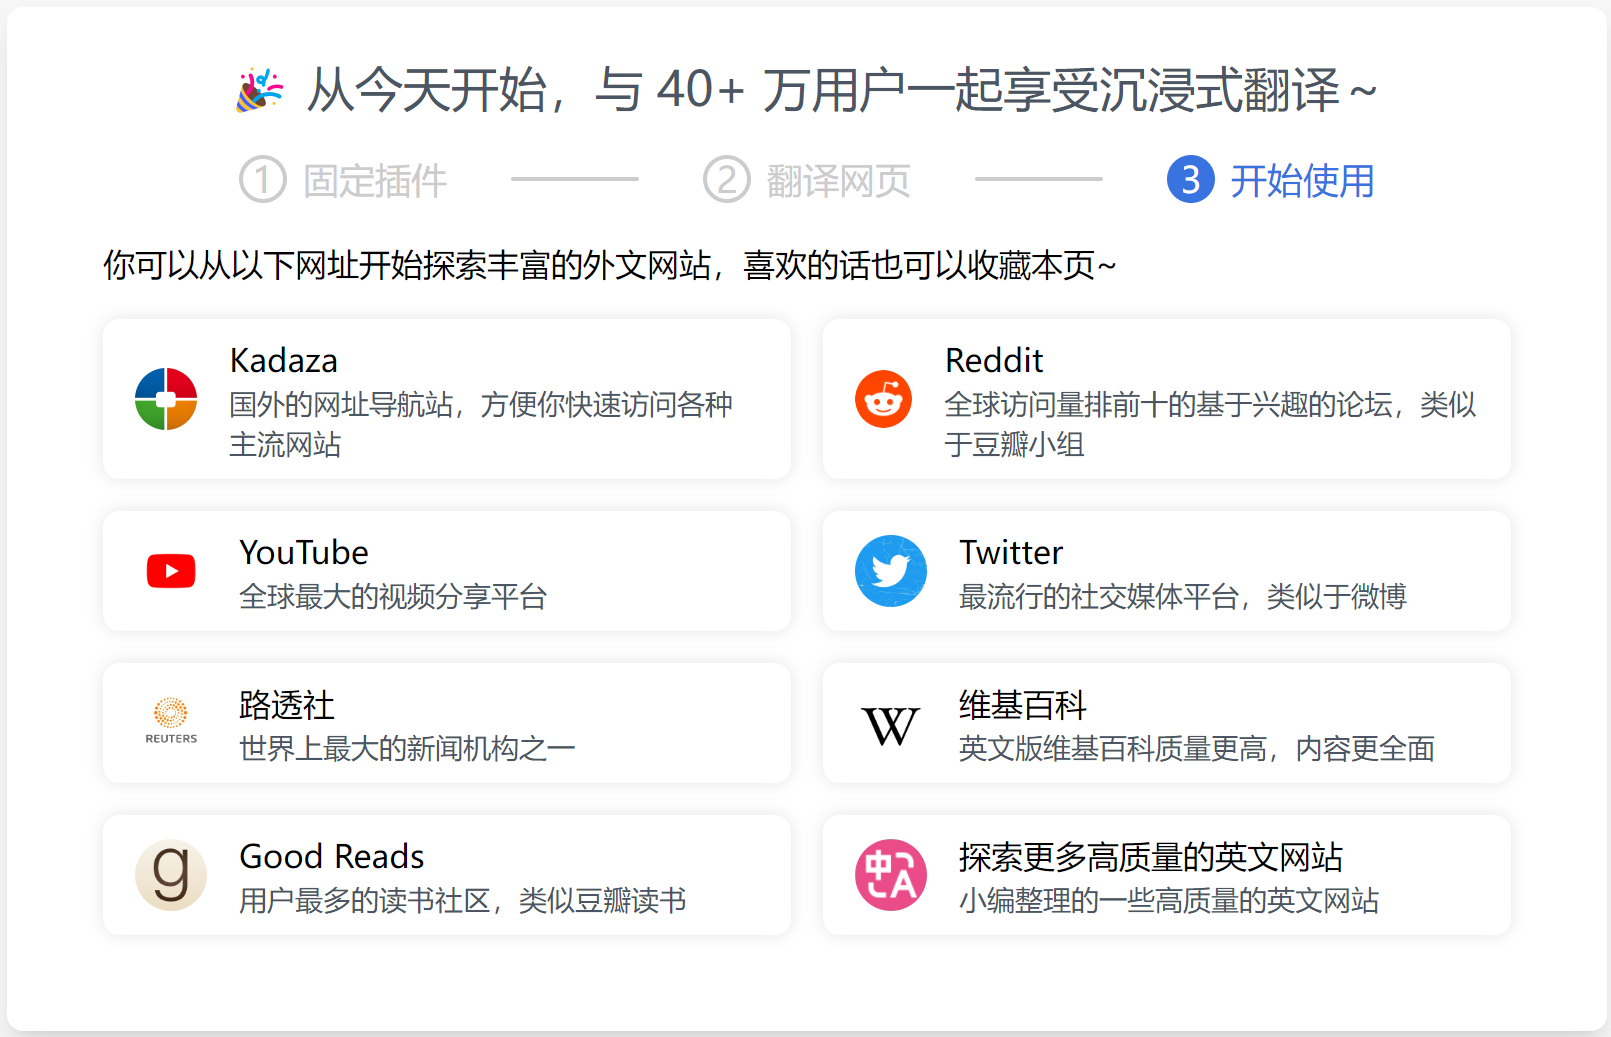 从今天开始，与 40+ 万用户一起享受沉浸式翻译 ~
1 固定插件
2 翻译网页
3 开始使用
你可以从以下网址开始探索丰富的外文网站，喜欢的话也可以收藏本页~
Kadaza
国外的网址导航站，方便你快速访问各种
主流网站
Reddit
全球访问量排前十的基于兴趣的论坛，类似
于豆瓣小组
YouTube
全球最大的视频分享平台
Twitter
最流行的社交媒体平台，类似于微博
REUTERS
路透社
世界上最大的新闻机构之一
W
维基百科
英文版维基百科质量更高，内容更全面
g
Good Reads
用户最多的读书社区，类似豆瓣读书
中A
探索更多高质量的英文网站
小编整理的一些高质量的英文网站